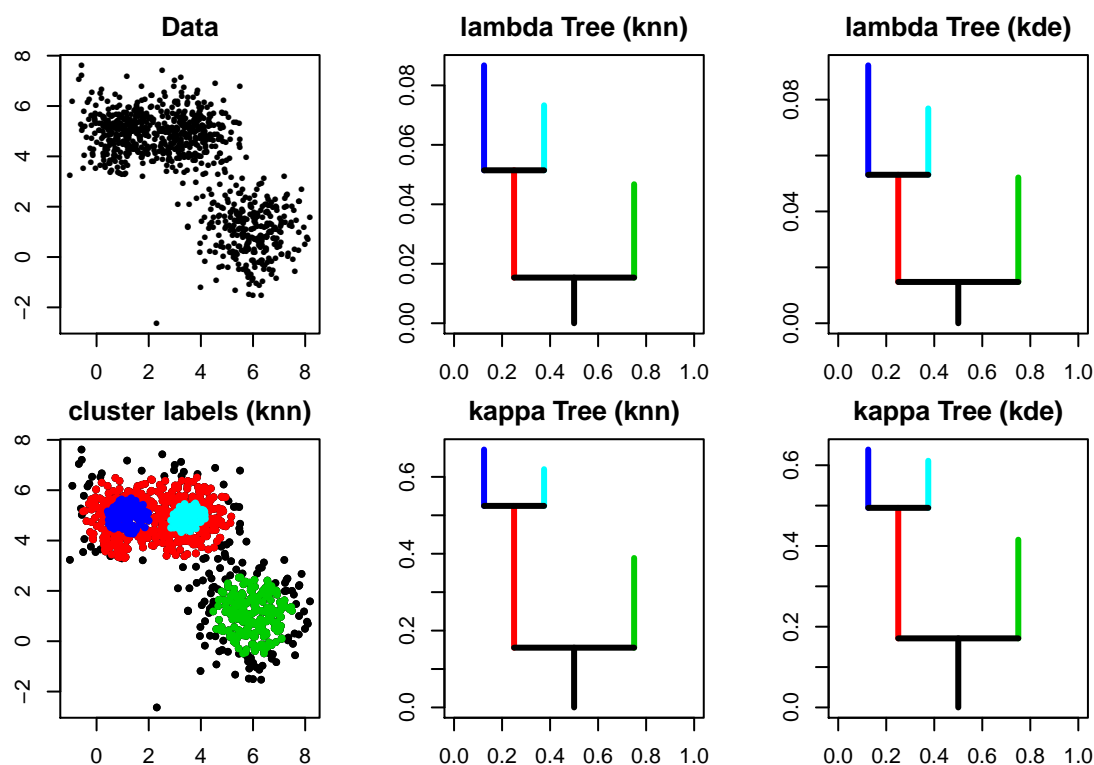 Data
lambda Tree (knn)
lambda Tree (kde)
8
6
4
2
0
−2
0 2 4 6 8
0.08
0.06
0.04
0.02
0.00
0.0 0.2 0.4 0.6 0.8 1.0
0.08
0.04
0.00
0.0 0.2 0.4 0.6 0.8 1.0
cluster labels (knn)
kappa Tree (knn)
kappa Tree (kde)
8
6
4
2
0
−2
0 2 4 6 8
0.6
0.4
0.2
0.0
0.0 0.2 0.4 0.6 0.8 1.0
0.6
0.4
0.2
0.0
0.0 0.2 0.4 0.6 0.8 1.0